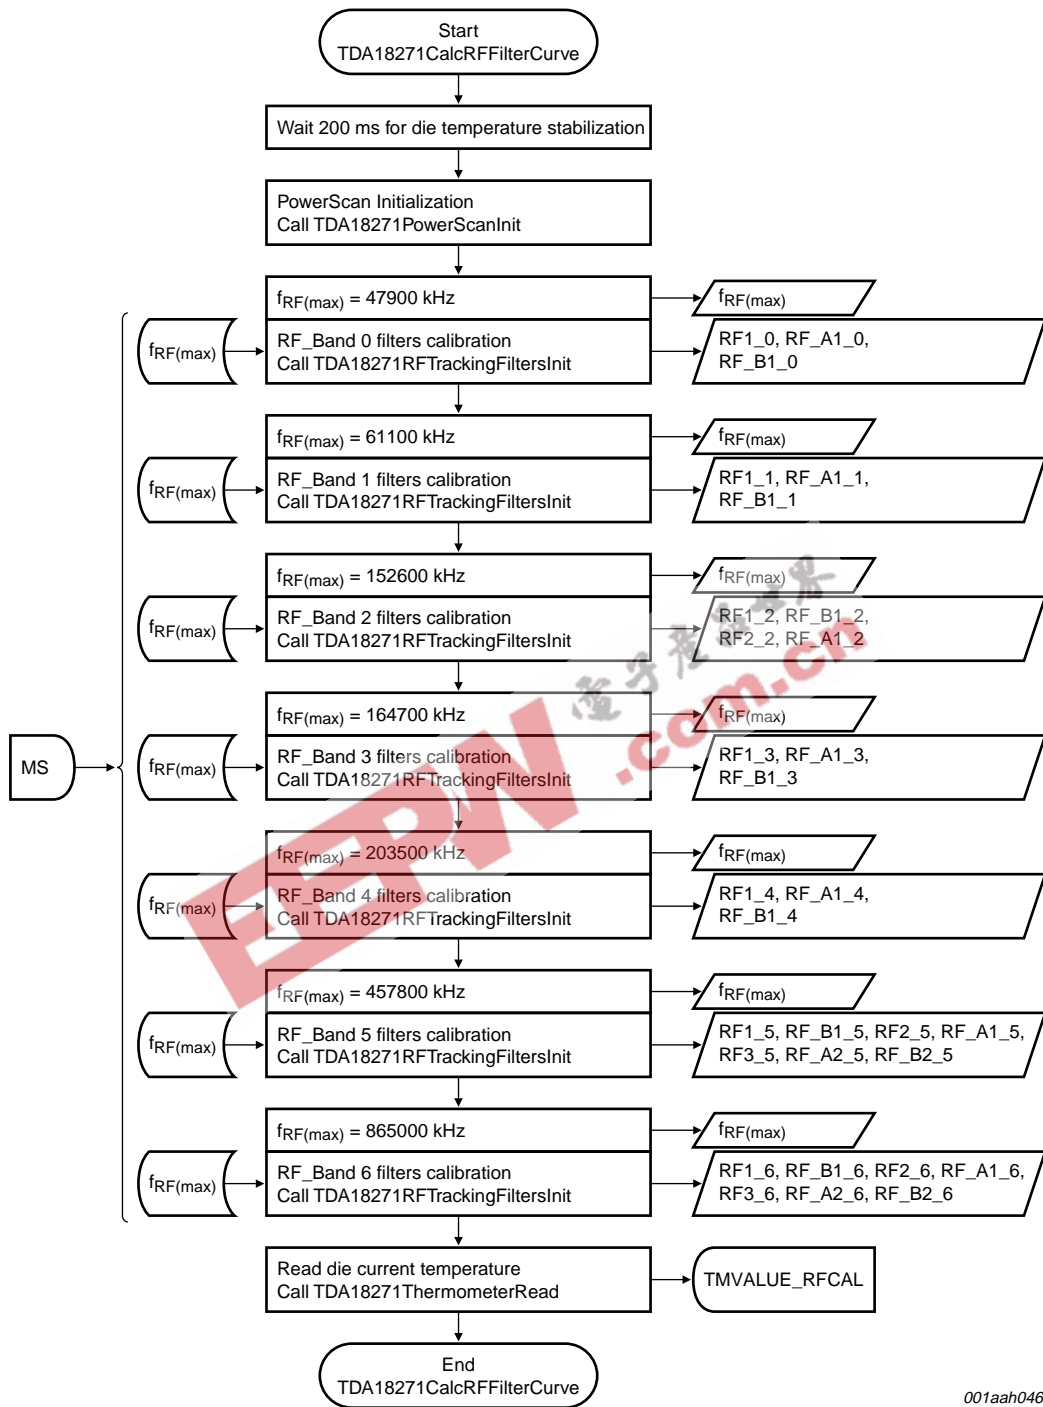 Start
TDA18271CalcRFFilterCurve
Wait 200 ms for die temperature stabilization
PowerScan Initialization
Call TDA18271PowerScanInit
fRF(max) = 47900 kHz
fRF(max)
fRF(max)
RF_Band 0 filters calibration
Call TDA18271RFTrackingFiltersInit
RF1_0, RF_A1_0,
RF_B1_0
fRF(max) = 61100 kHz
fRF(max)
fRF(max)
RF_Band 1 filters calibration
Call TDA18271RFTrackingFiltersInit
RF1_1, RF_A1_1,
RF_B1_1
fRF(max) = 152600 kHz
fRF(max)
fRF(max)
RF_Band 2 filters calibration
Call TDA18271RFTrackingFiltersInit
RF1_2, RF_B1_2,
RF2_2, RF_A1_2
fRF(max) = 164700 kHz
fRF(max)
MS
fRF(max)
RF_Band 3 filters calibration
Call TDA18271RFTrackingFiltersInit
RF1_3, RF_A1_3,
RF_B1_3
fRF(max) = 203500 kHz
fRF(max)
fRF(max)
RF_Band 4 filters calibration
Call TDA18271RFTrackingFiltersInit
RF1_4, RF_A1_4,
RF_B1_4
fRF(max) = 457800 kHz
fRF(max)
fRF(max)
RF_Band 5 filters calibration
Call TDA18271RFTrackingFiltersInit
RF1_5, RF_B1_5, RF2_5, RF_A1_5,
RF3_5, RF_A2_5, RF_B2_5
fRF(max) = 865000 kHz
fRF(max)
fRF(max)
RF_Band 6 filters calibration
Call TDA18271RFTrackingFiltersInit
RF1_6, RF_B1_6, RF2_6, RF_A1_6,
RF3_6, RF_A2_6, RF_B2_6
Read die current temperature
Call TDA18271ThermometerRead
TMVALUE_RFCAL
End
TDA18271CalcRFFilterCurve
001aah046
EEPW.com.cn
電子產品世界